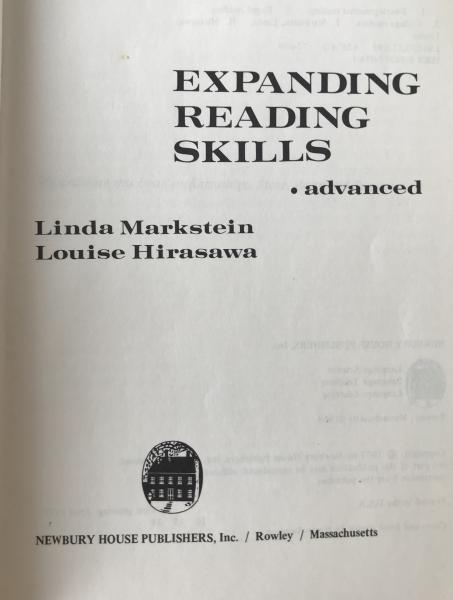 EXPANDING
READING
SKILLS
• advanced
Linda Markstein
Louise Hirasawa
NEWBURY HOUSE PUBLISHERS, Inc. / Rowley / Massachusetts